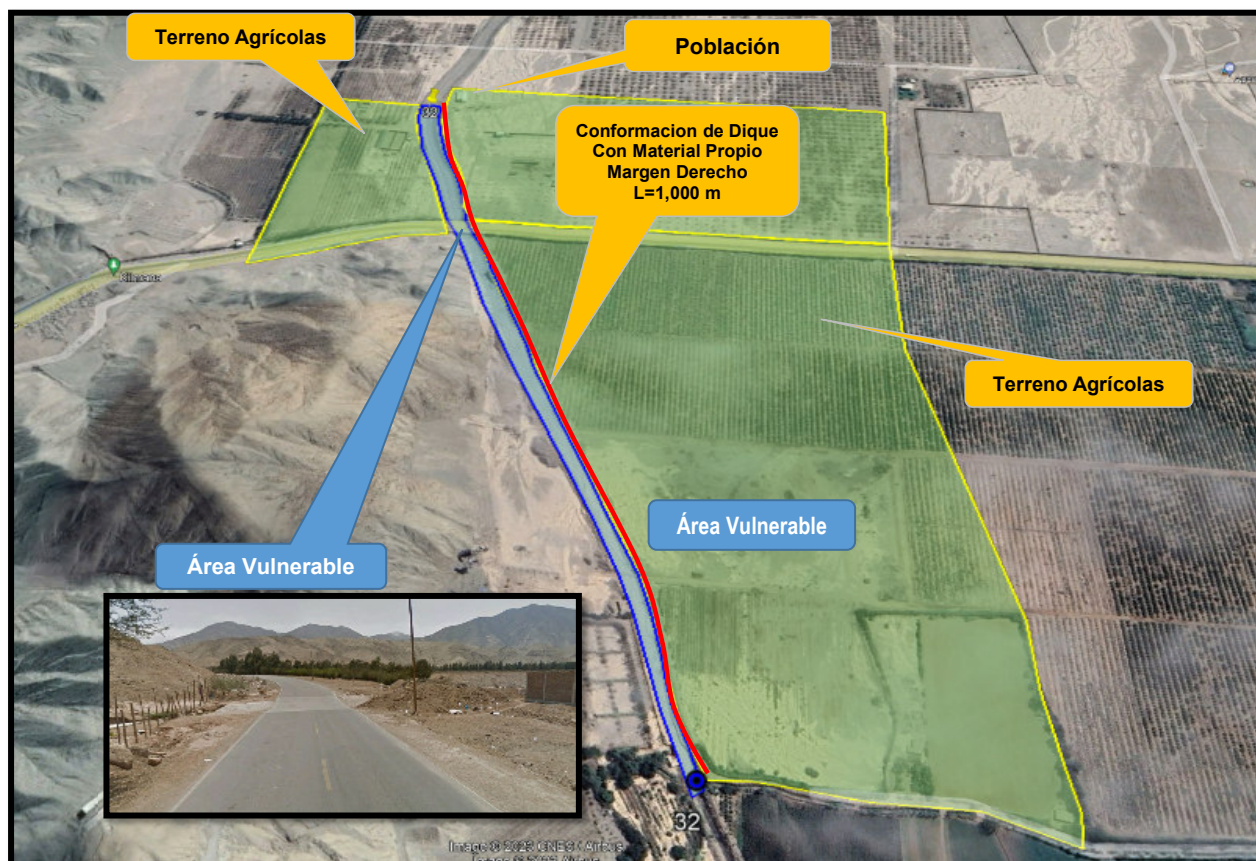 Terreno Agrícolas
Población
32
Conformacion de Dique
Con Material Propio
Margen Derecho
L=1,000 m
Terreno Agrícolas
Área Vulnerable
Área Vulnerable
32